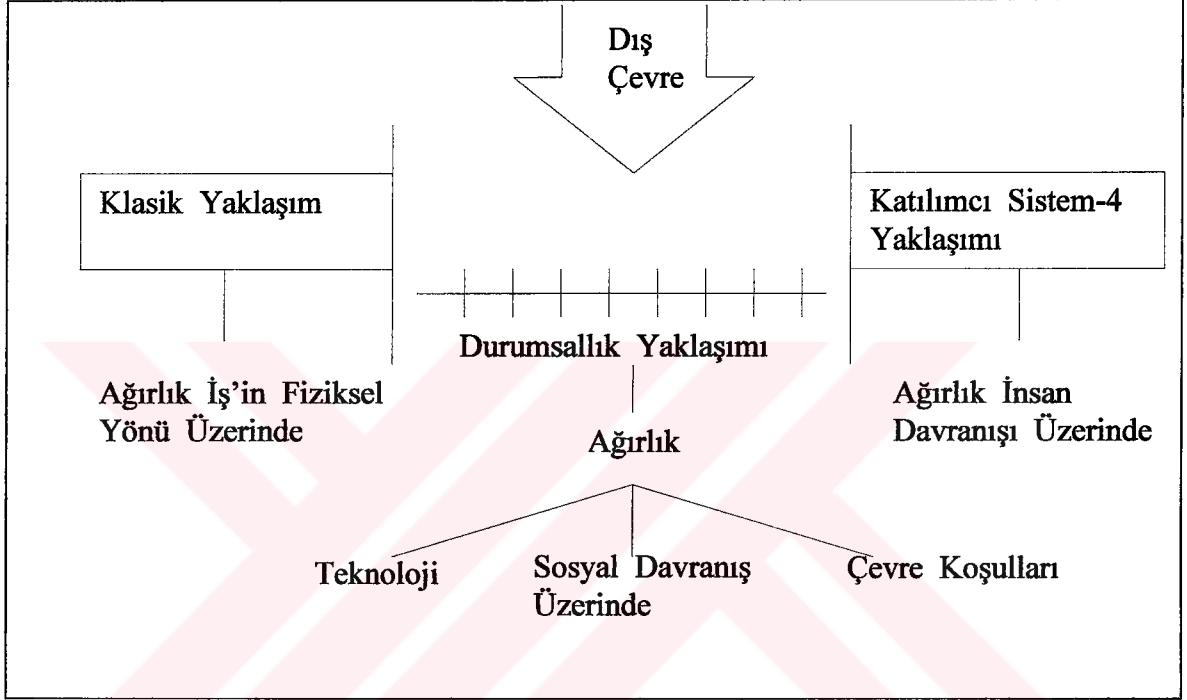 Dış
Çevre
Klasik Yaklaşım
Katılımcı Sistem-4
Yaklaşımı
Durumsallık Yaklaşımı
Ağırlık İş'in Fiziksel
Yönü Üzerinde
Ağırlık İnsan
Davranışı Üzerinde
Ağırlık
Teknoloji
Sosyal Davranış
Üzerinde
Çevre Koşulları